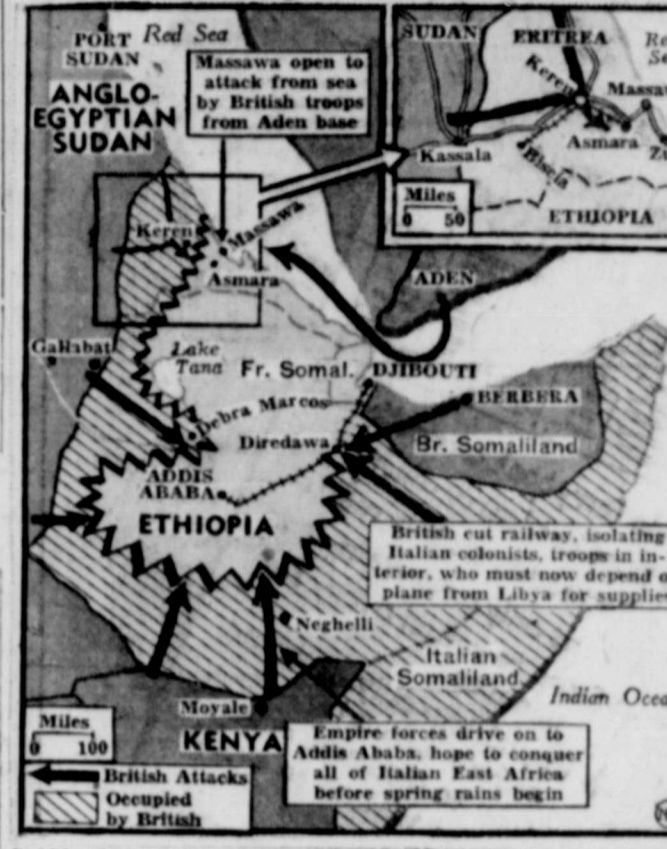 PORT
SUDAN
Red Sea
ANGLO-
EGYPTIAN
SUDAN
Massawa open to
attack from sea
by British troops
from Aden base
SUDAN
ERITREA
Keren
Asmara
Kassala
Miles
0 50
ETHIOPIA
Keren
Massawa
Asmara
ADEN
Gallabat
Lake
Tana
Fr. Somal.
DJIBOUTI
Debra Marcos
BERBERA
Diredawa
Br. Somaliland
ADDIS
ABABA
ETHIOPIA
British cut railway, isolating
Italian colonists, troops in in-
terior, who must now depend o
plane from Libya for supplies
Neghelli
Italian
Somaliland
Indian Ocea
Moyale
KENYA
Empire forces drive on to
Addis Ababa, hope to conquer
all of Italian East Africa
before spring rains begin
Miles
0 100
British Attacks
Occupied
by British